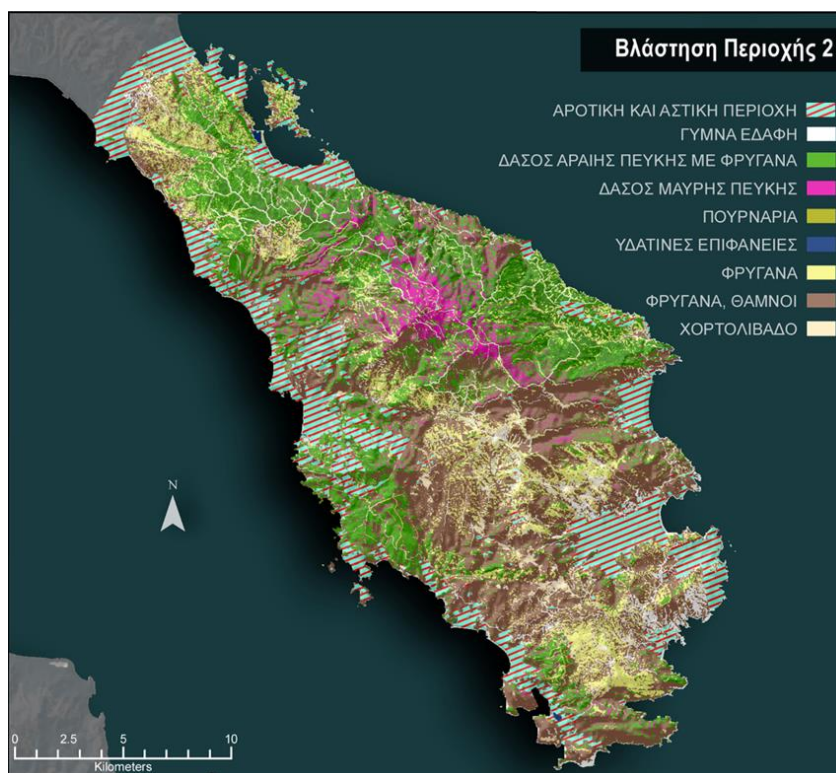 Βλάστηση Περιοχής 2
ΑΡΟΤΙΚΗ ΚΑΙ ΑΣΤΙΚΗ ΠΕΡΙΟΧΗ
ΓΥΜΝΑ ΕΔΑΦΗ
ΔΑΣΟΣ ΑΡΑΙΗΣ ΠΕΥΚΗΣ ΜΕ ΦΡΥΓΑΝΑ
ΔΑΣΟΣ ΜΑΥΡΗΣ ΠΕΥΚΗΣ
ΠΟΥΡΝΑΡΙΑ
ΥΔΑΤΙΝΕΣ ΕΠΙΦΑΝΕΙΕΣ
ΦΡΥΓΑΝΑ
ΦΡΥΓΑΝΑ, ΘΑΜΝΟΙ
ΧΟΡΤΟΛΙΒΑΔΟ
N
0 2.5 5 10
Kilometers